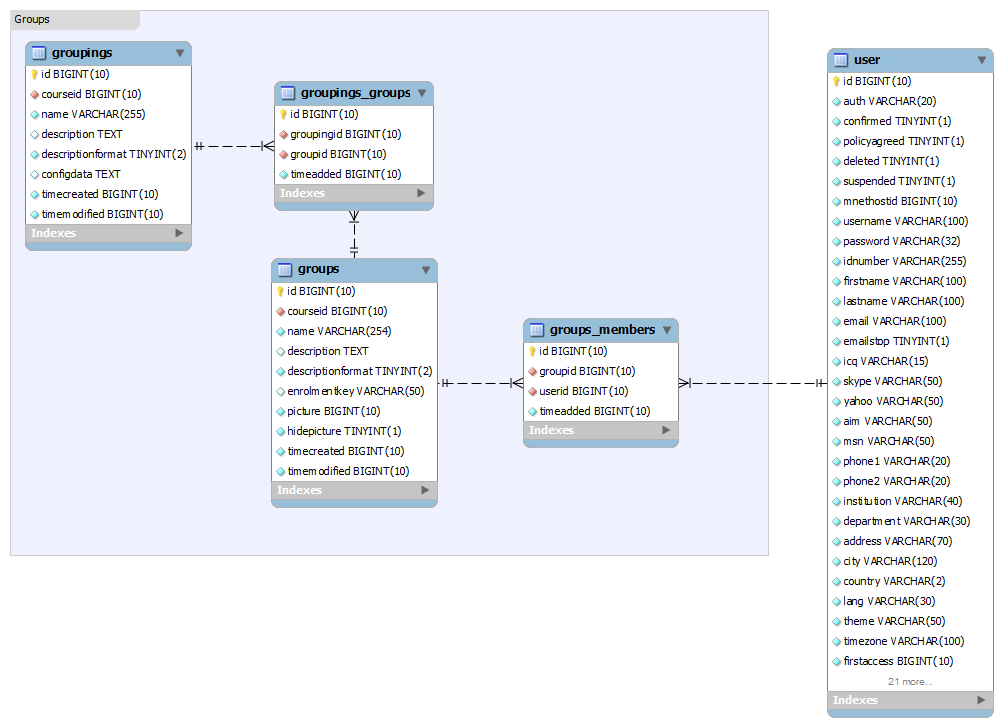 Groups
groupings
id BIGINT(10)
courseid BIGINT(10)
name VARCHAR(255)
description TEXT
descriptionformat TINYINT(2)
configdata TEXT
timecreated BIGINT(10)
timemodified BIGINT(10)
Indexes
groupings_groups
id BIGINT(10)
groupingid BIGINT(10)
groupid BIGINT(10)
timeadded BIGINT(10)
Indexes
groups
id BIGINT(10)
courseid BIGINT(10)
name VARCHAR(254)
description TEXT
descriptionformat TINYINT(2)
enrolmentkey VARCHAR(50)
picture BIGINT(10)
hidepicture TINYINT(1)
timecreated BIGINT(10)
timemodified BIGINT(10)
Indexes
groups_members
id BIGINT(10)
groupid BIGINT(10)
userid BIGINT(10)
timeadded BIGINT(10)
Indexes
user
id BIGINT(10)
auth VARCHAR(20)
confirmed TINYINT(1)
policyagreed TINYINT(1)
deleted TINYINT(1)
suspended TINYINT(1)
mnethostid BIGINT(10)
username VARCHAR(100)
password VARCHAR(32)
idnumber VARCHAR(255)
firstname VARCHAR(100)
lastname VARCHAR(100)
email VARCHAR(100)
emailstop TINYINT(1)
icq VARCHAR(15)
skype VARCHAR(50)
yahoo VARCHAR(50)
aim VARCHAR(50)
msn VARCHAR(50)
phone1 VARCHAR(20)
phone2 VARCHAR(20)
institution VARCHAR(40)
department VARCHAR(30)
address VARCHAR(70)
city VARCHAR(120)
country VARCHAR(2)
lang VARCHAR(30)
theme VARCHAR(50)
timezone VARCHAR(100)
firstaccess BIGINT(10)
21 more...
Indexes